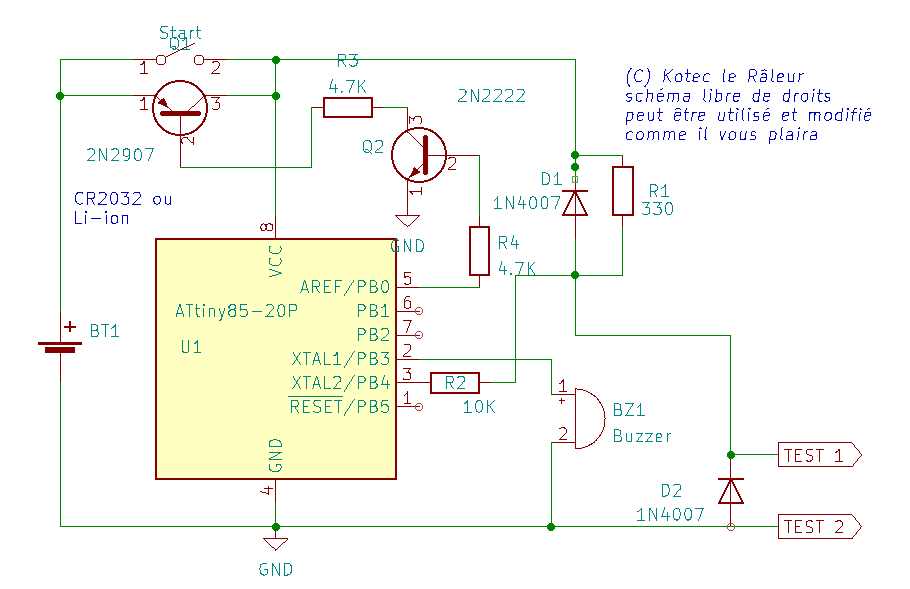 Start
Q1
1
2
1
3
2
2N2907
R3
4.7K
2N2222
(C) Kotec le Râleur
schéma libre de droits
peut être utilisé et modifié
comme il vous plaira
3
Q2
2
1
GND
D1
1N4007
R1
330
CR2032 ou
Li-ion
8
VCC
R4
4.7K
AREF/PB0
5
ATtiny85-20P
PB1
6
+
BT1
PB2
7
U1
XTAL1/PB3
2
XTAL2/PB4
3
R2
10K
RESET/PB5
1
1
+
BZ1
Buzzer
2
GND
4
TEST 1
D2
1N4007
TEST 2
GND